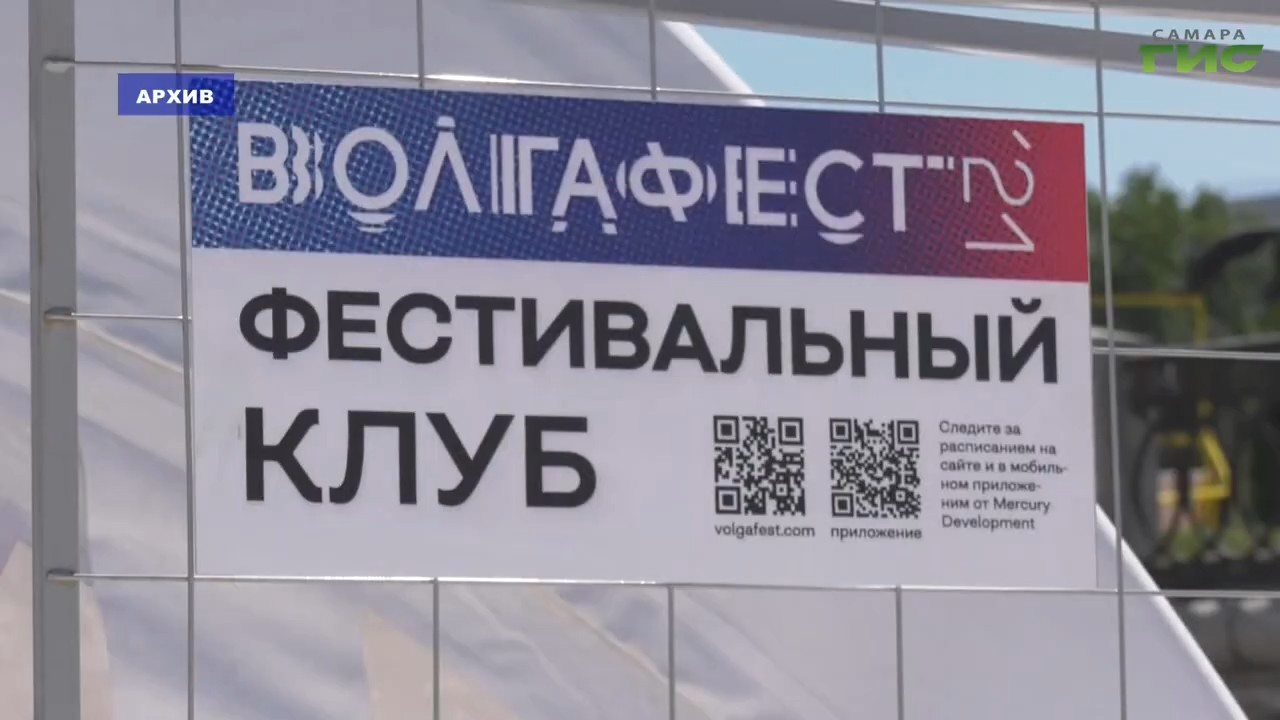 САМАРА
ГИС
АРХИВ
ВОЛГАФЕСТ '21
ФЕСТИВАЛЬНЫЙ
КЛУБ
Следите за
расписанием на
сайте и в мобиль-
ном приложе-
нии от Mercury
Development
volgafest.com
приложение